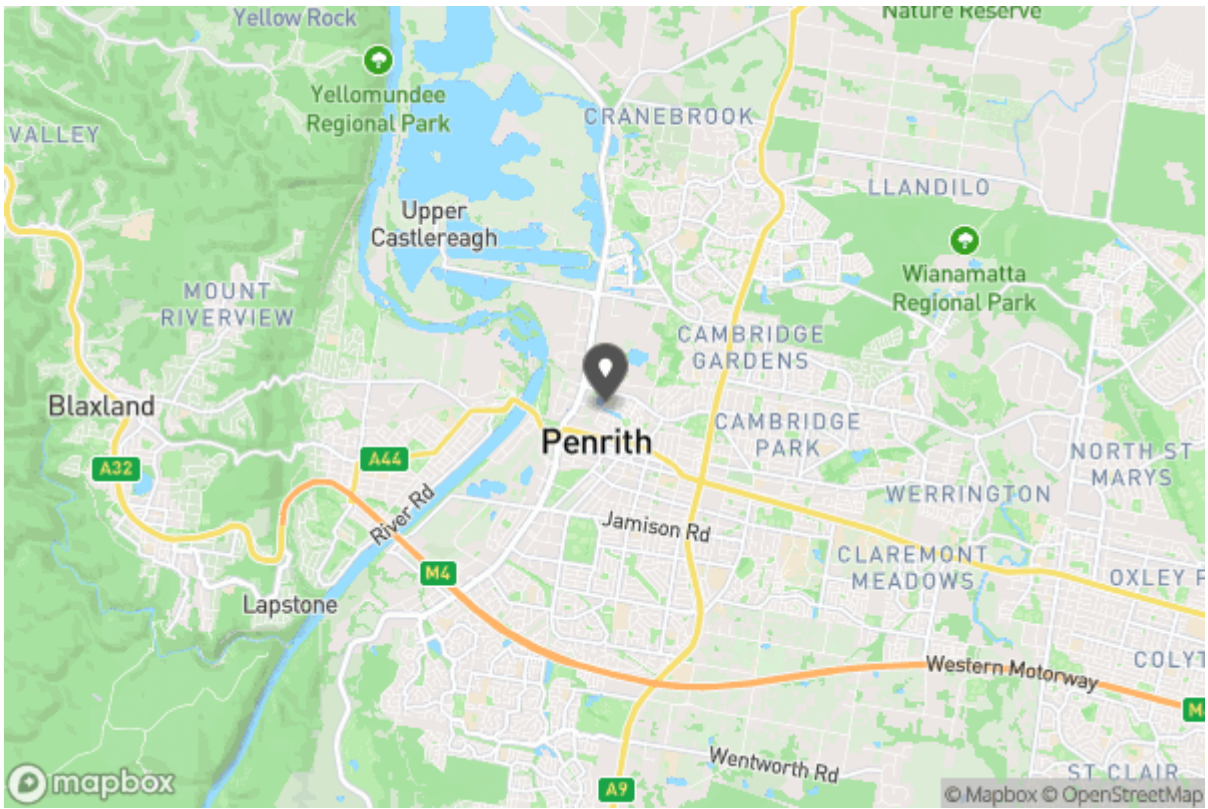 Yellow Rock
Nature Reserve
Yellomundee
Regional Park
CRANEBROOK
VALLEY
LLANDILO
Upper
Castlereagh
Wianamatta
Regional Park
MOUNT
RIVERVIEW
CAMBRIDGE
GARDENS
Blaxland
CAMBRIDGE
PARK
Penrith
A44
NORTH ST
MARYS
A32
WERRINGTON
River Rd
Jamison Rd
CLAREMONT
MEADOWS
M4
OXLEY P
Lapstone
COLYT
Western Motorway
M4
Wentworth Rd
ST CLAIR
A9
mapbox
© Mapbox © OpenStreetMap